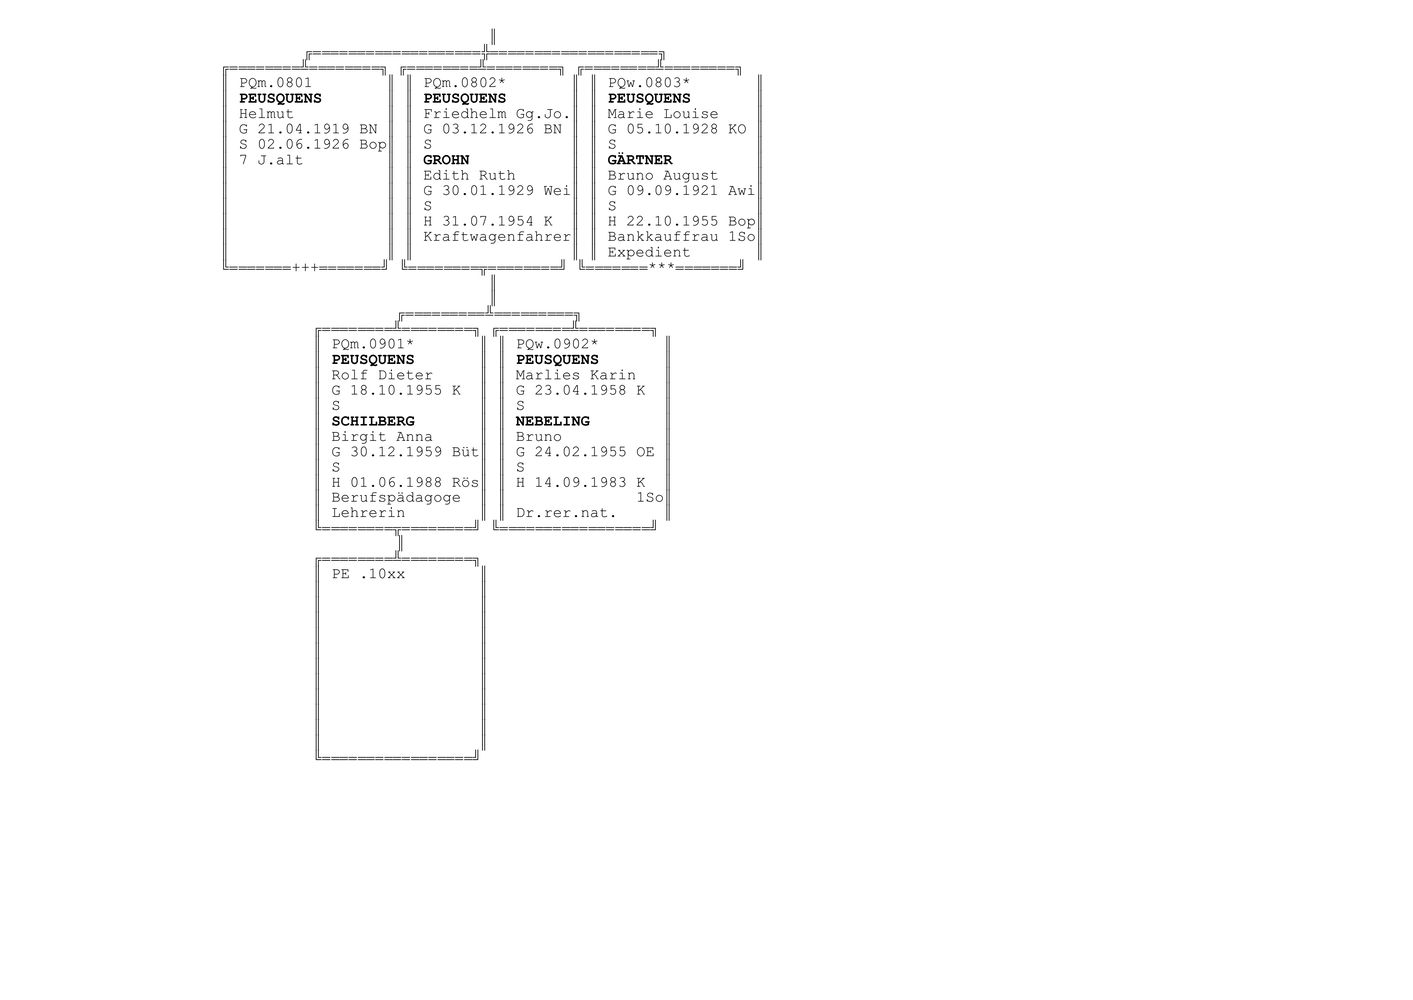 PQm.0801
PEUSQUENS
Helmut
G 21.04.1919 BN
S 02.06.1926 Bop
7 J.alt
+++
PQm.0802*
PEUSQUENS
Friedhelm Gg.Jo.
G 03.12.1926 BN
S
GROHN
Edith Ruth
G 30.01.1929 Wei
S
H 31.07.1954 K
Kraftwagenfahrer
PQw.0803*
PEUSQUENS
Marie Louise
G 05.10.1928 KO
S
GÄRTNER
Bruno August
G 09.09.1921 Awi
S
H 22.10.1955 Bop
Bankkauffrau 1So
Expedient
***
PQm.0901*
PEUSQUENS
Rolf Dieter
G 18.10.1955 K
S
SCHILBERG
Birgit Anna
G 30.12.1959 Büt
S
H 01.06.1988 Rös
Berufspädagoge
Lehrerin
PQw.0902*
PEUSQUENS
Marlies Karin
G 23.04.1958 K
S
NEBELING
Bruno
G 24.02.1955 OE
S
H 14.09.1983 K
1So
Dr.rer.nat.
PE .10xx